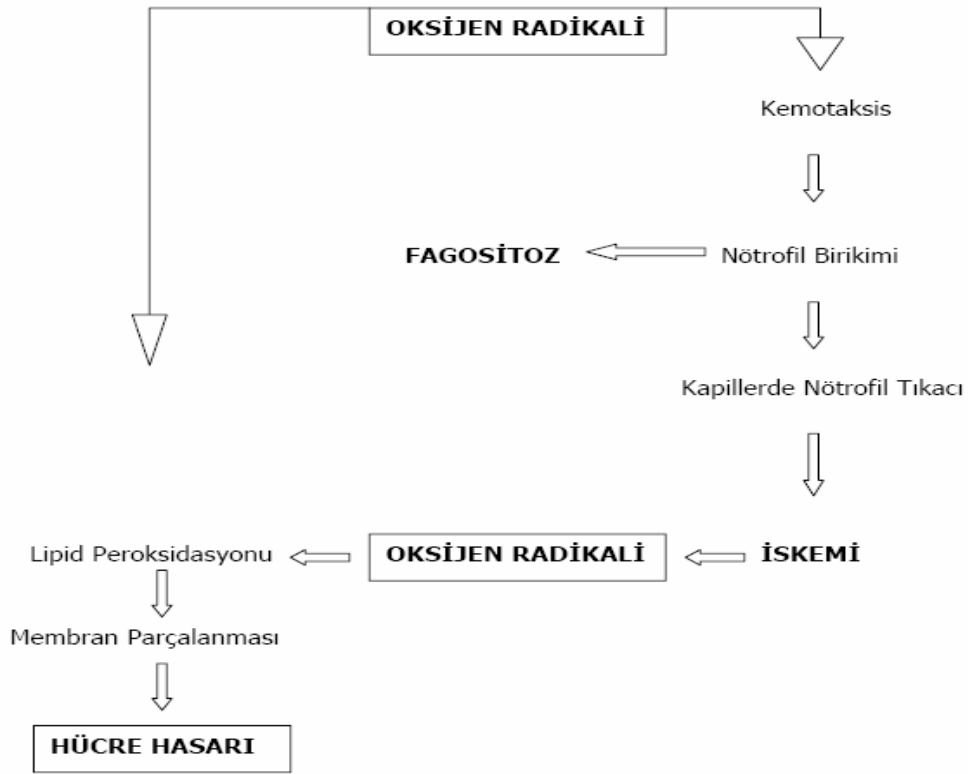 OKSİJEN RADİKALİ
Kemotaksis
FAGOSİTOZ
Nötrofil Birikimi
Kapillerde Nötrofil Tıkacı
Lipid Peroksidasyonu
OKSİJEN RADİKALİ
İSKEMİ
Membran Parçalanması
HÜCRE HASARI